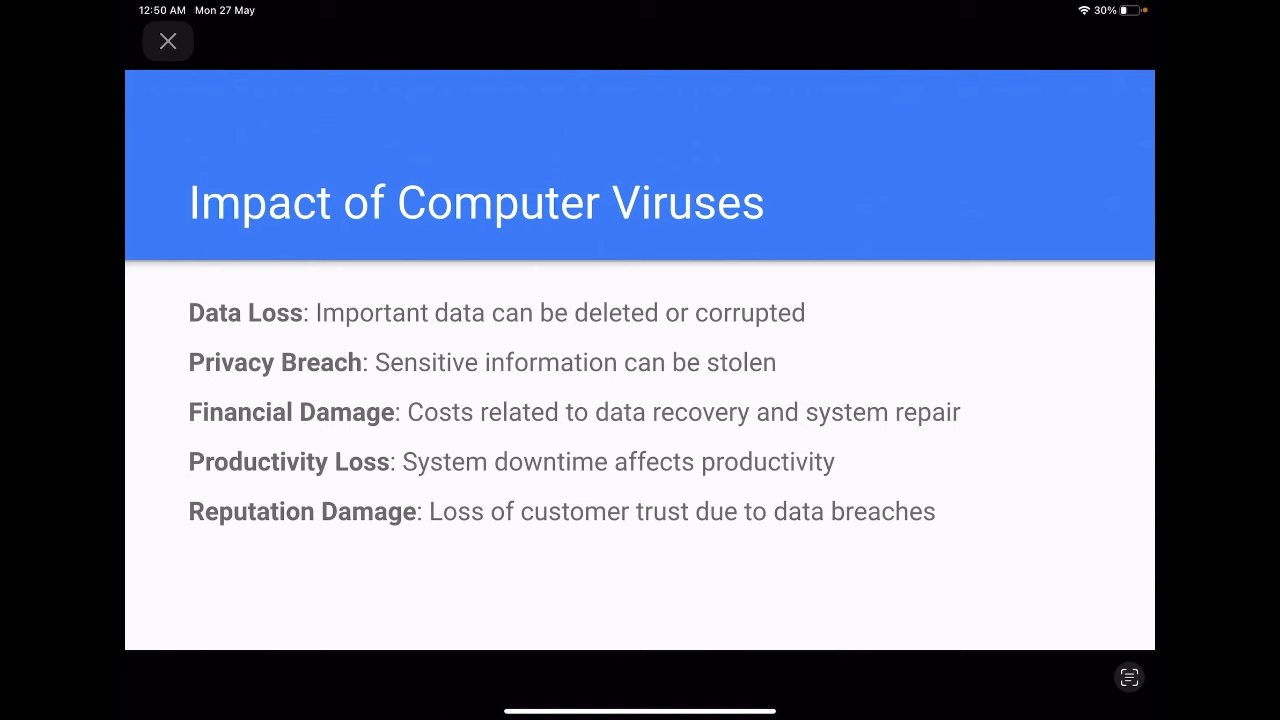 12:50 AM Mon 27 May 30%
Impact of Computer Viruses
Data Loss: Important data can be deleted or corrupted
Privacy Breach: Sensitive information can be stolen
Financial Damage: Costs related to data recovery and system repair
Productivity Loss: System downtime affects productivity
Reputation Damage: Loss of customer trust due to data breaches